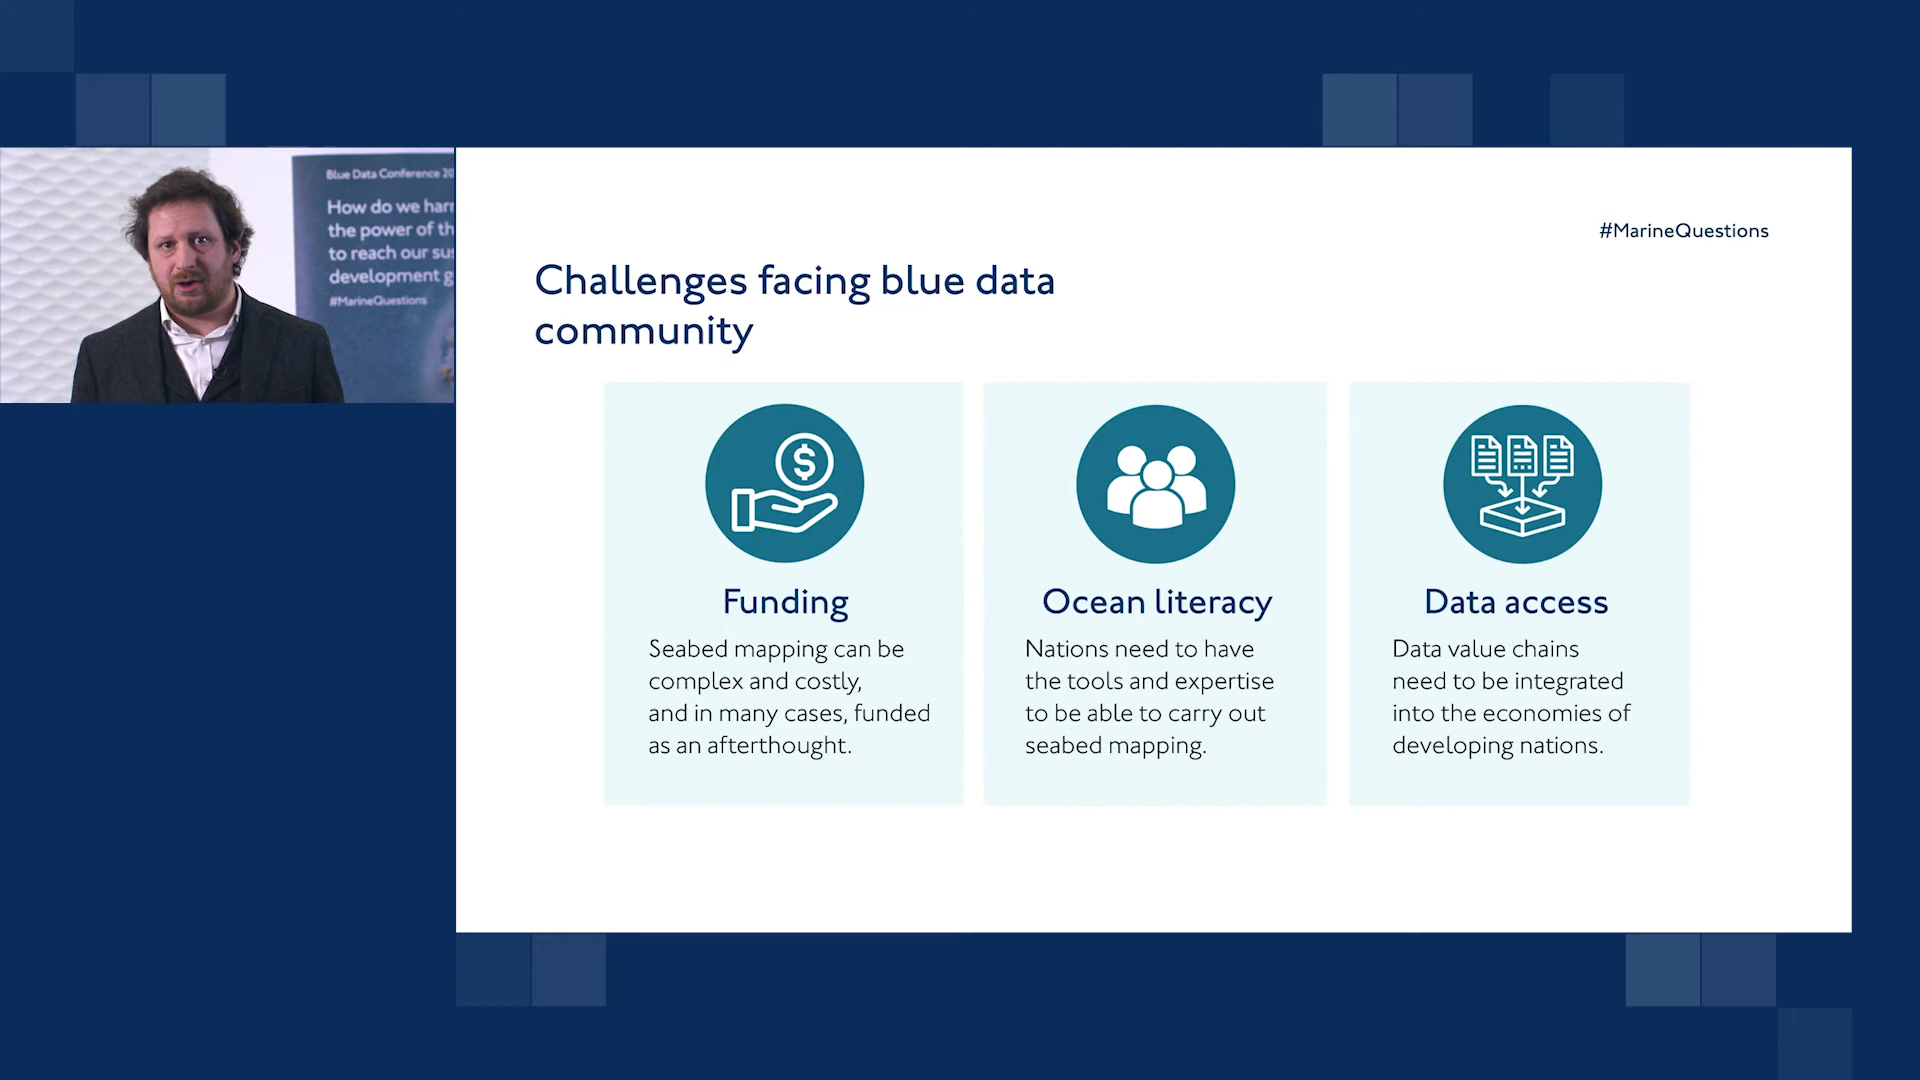 Blue Data Conference 20
How do we harn
the power of th
to reach our sus
development g
#MarineQuestions
#MarineQuestions
Challenges facing blue data
community
Funding
Seabed mapping can be
complex and costly,
and in many cases, funded
as an afterthought.
Ocean literacy
Nations need to have
the tools and expertise
to be able to carry out
seabed mapping.
Data access
Data value chains
need to be integrated
into the economies of
developing nations.